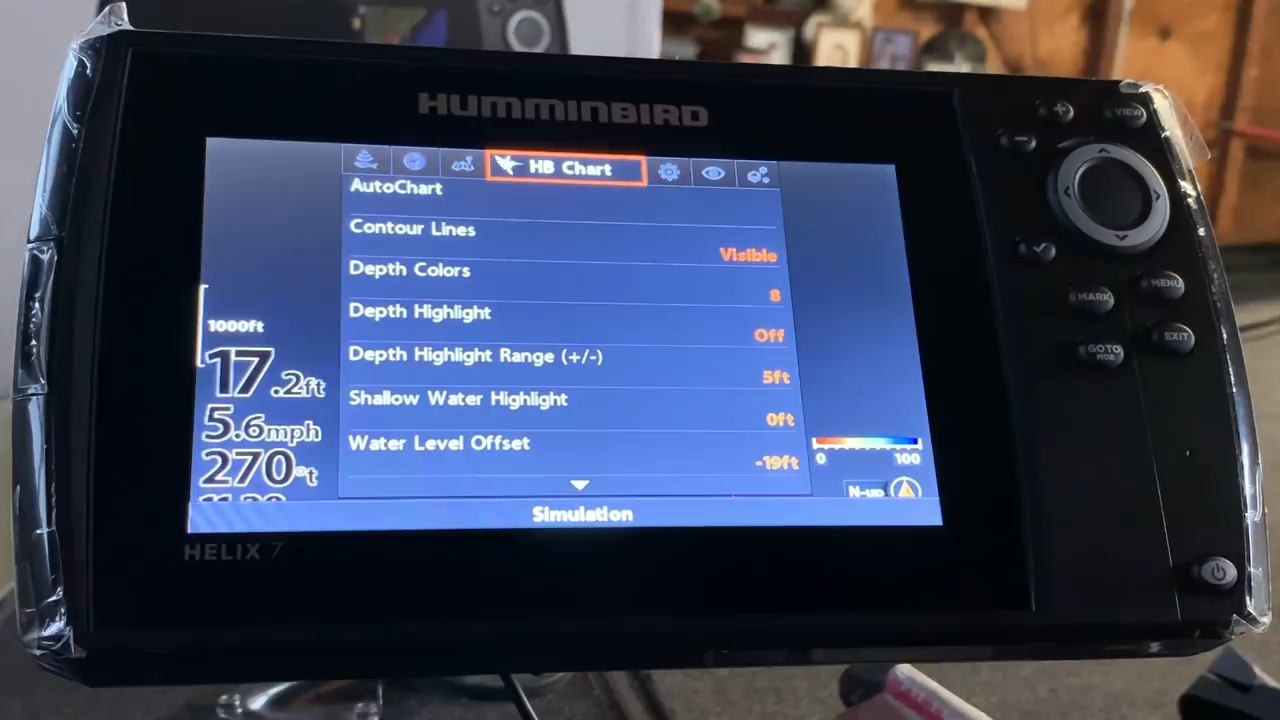 HUMMINBIRD
HB Chart
AutoChart
Contour Lines
Visible
Depth Colors
8
Depth Highlight
Off
Depth Highlight Range (+/-)
5ft
Shallow Water Highlight
0ft
Water Level Offset
-19ft
1000ft
17.2ft
5.6mph
270°t
0 100
N-up
Simulation
HELIX 7
+ VIEW
-
MARK MENU
GO TO EXIT
MOB